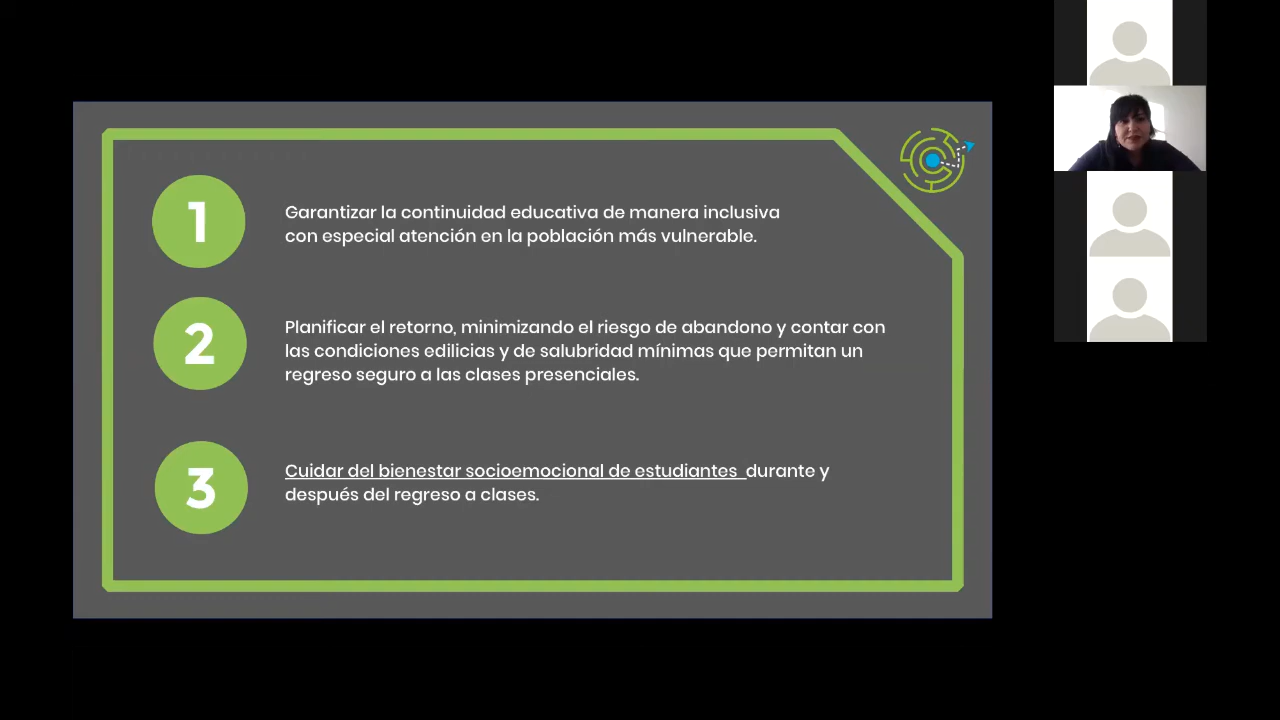 1
Garantizar la continuidad educativa de manera inclusiva
con especial atención en la población más vulnerable.
2
Planificar el retorno, minimizando el riesgo de abandono y contar con
las condiciones edilicias y de salubridad mínimas que permitan un
regreso seguro a las clases presenciales.
3
Cuidar del bienestar socioemocional de estudiantes  durante y
después del regreso a clases.